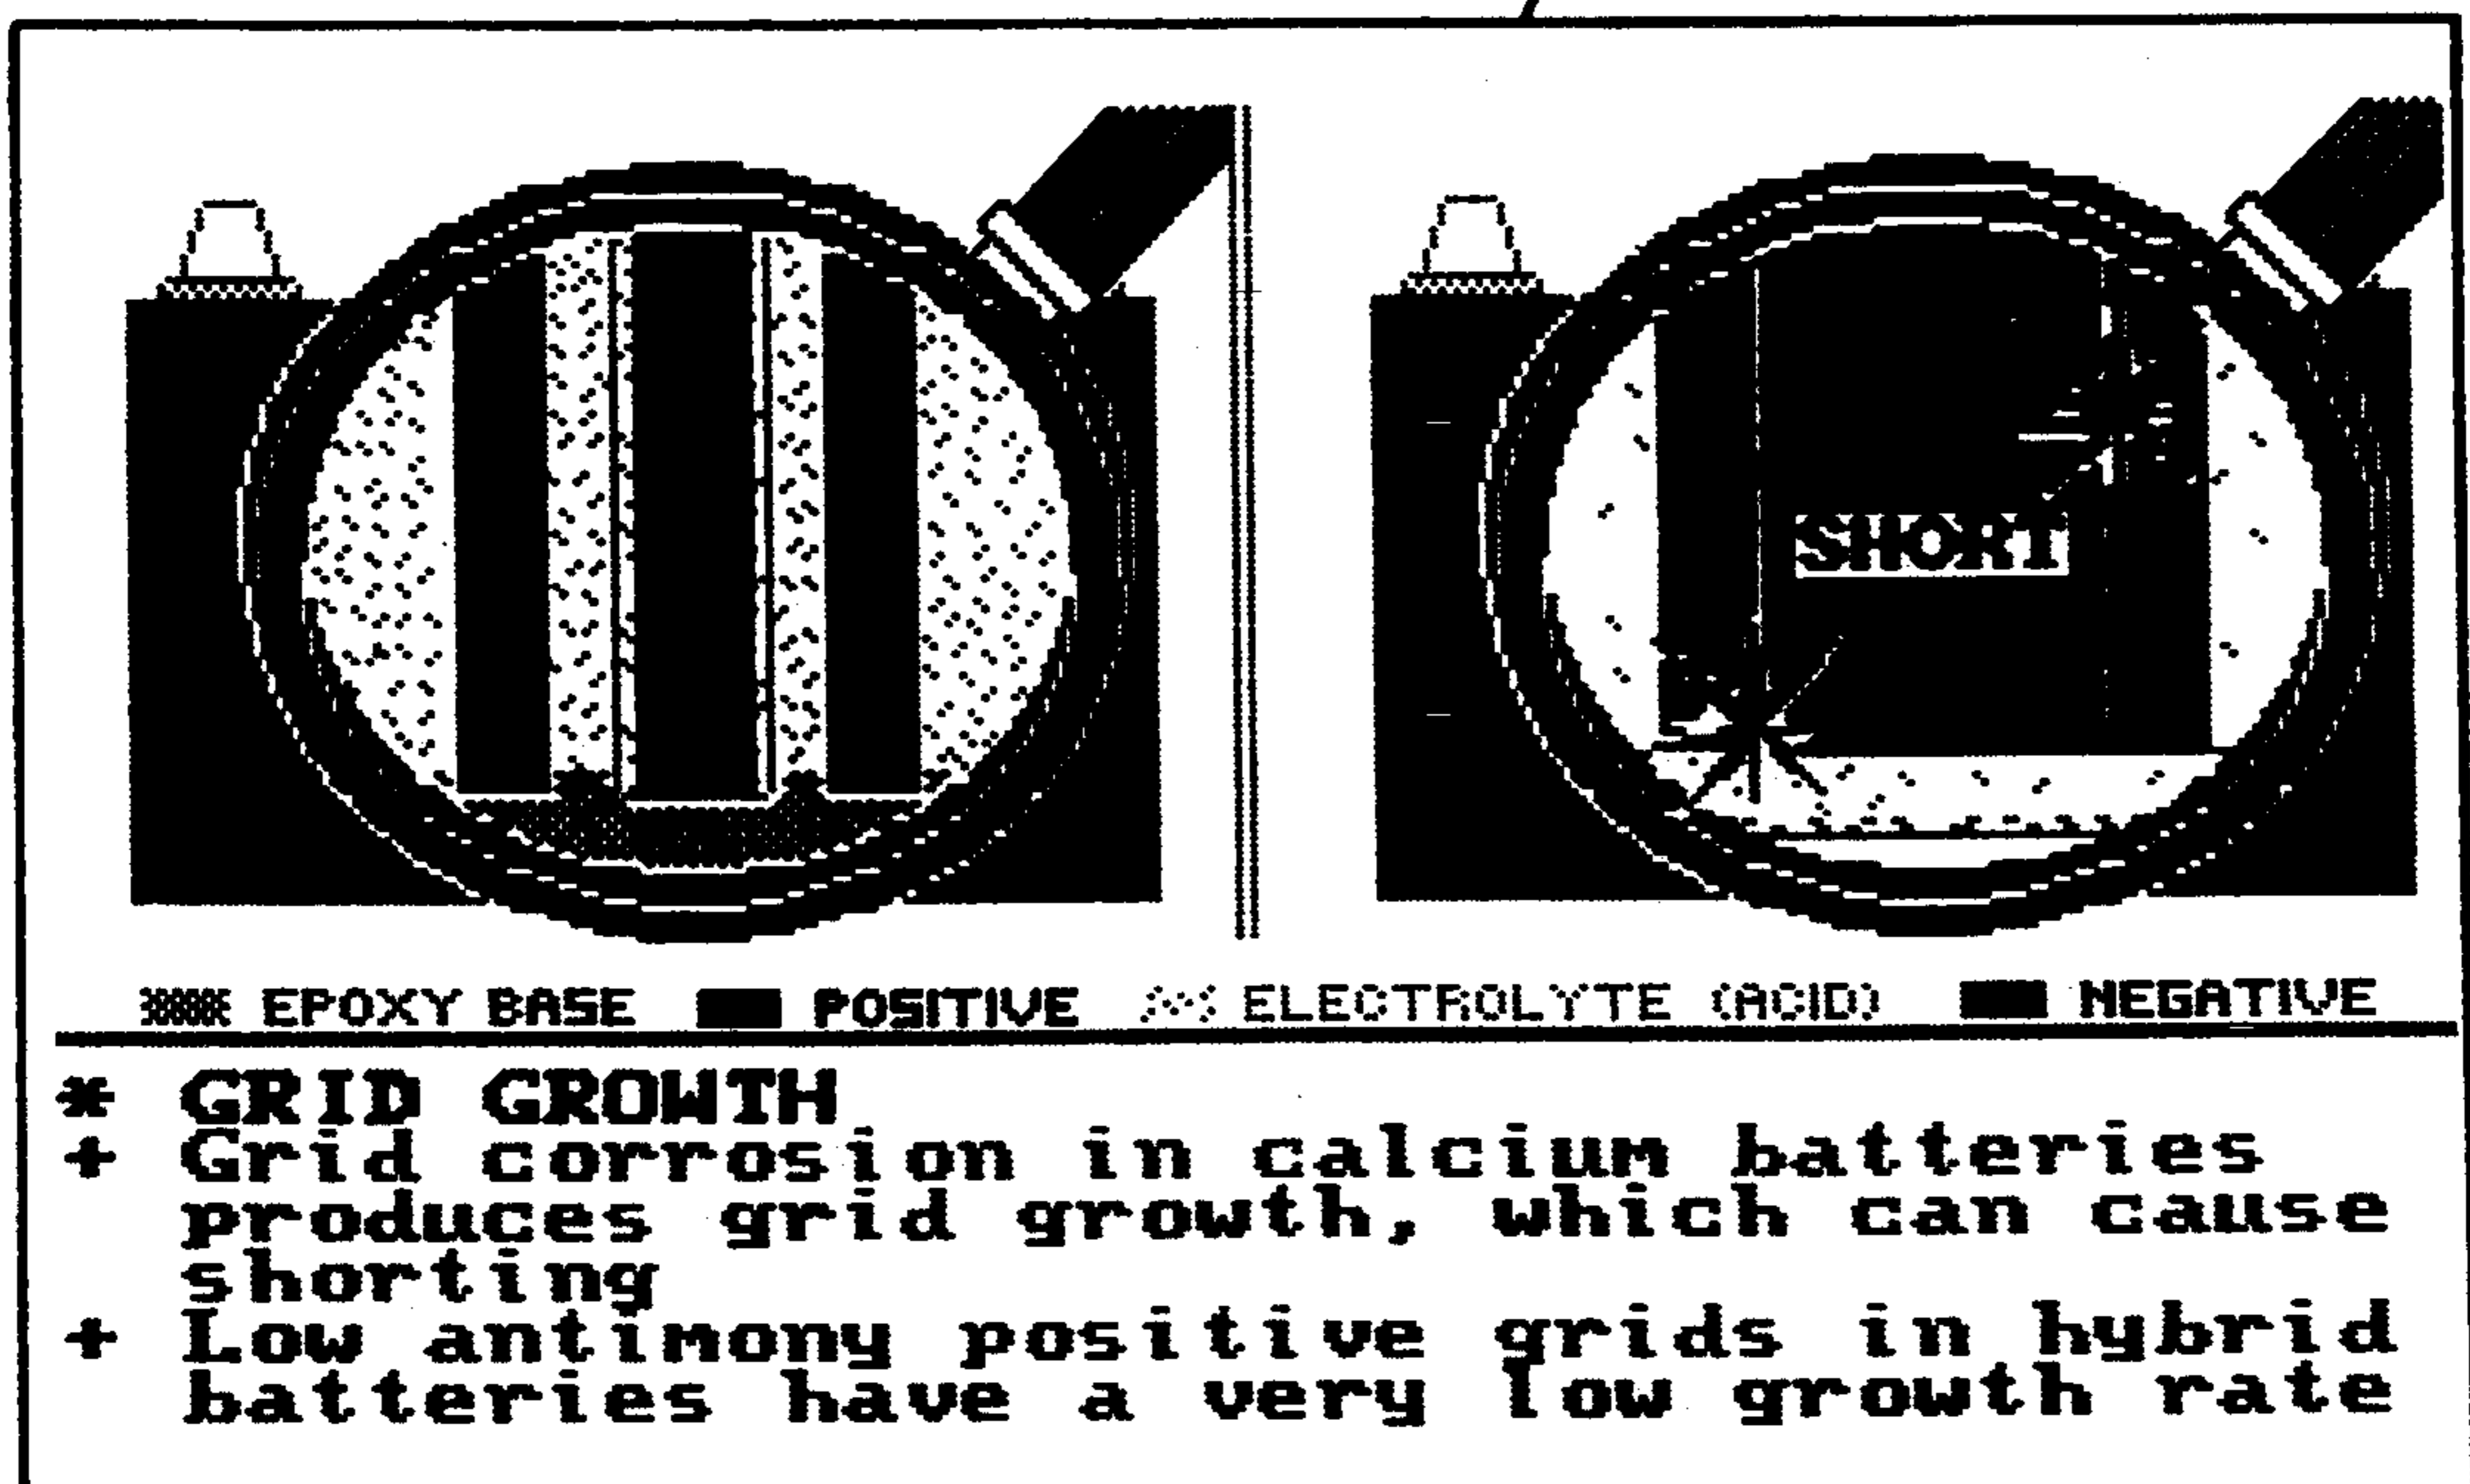 SHORT
EPOXY BASE POSITIVE ELECTROLYTE (ACID) NEGATIVE
* GRID GROWTH
+ Grid corrosion in calcium batteries
produces grid growth, which can cause
shorting
+ Low antimony positive grids in hybrid
batteries have a very low growth rate